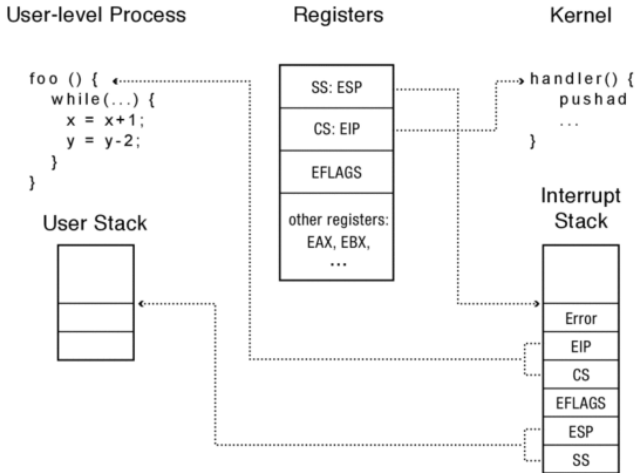 User-level Process
Registers
Kernel
foo () {
while(...) {
x = x+1;
y = y-2;
}
}
SS: ESP
CS: EIP
EFLAGS
other registers:
EAX, EBX,
...
handler() {
pushad
...
}
User Stack
Interrupt
Stack
Error
EIP
CS
EFLAGS
ESP
SS